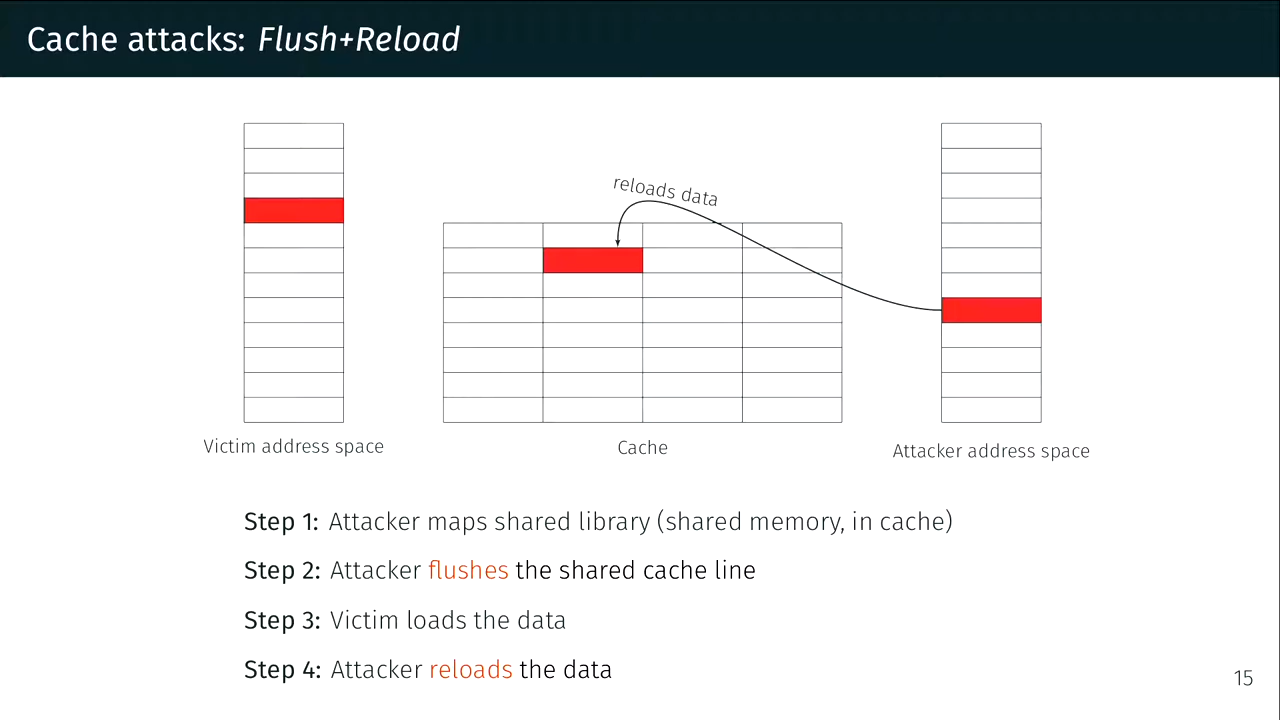 Cache attacks: Flush+Reload
reloads data
Victim address space
Cache
Attacker address space
Step 1: Attacker maps shared library (shared memory, in cache)
Step 2: Attacker flushes the shared cache line
Step 3: Victim loads the data
Step 4: Attacker reloads the data
15